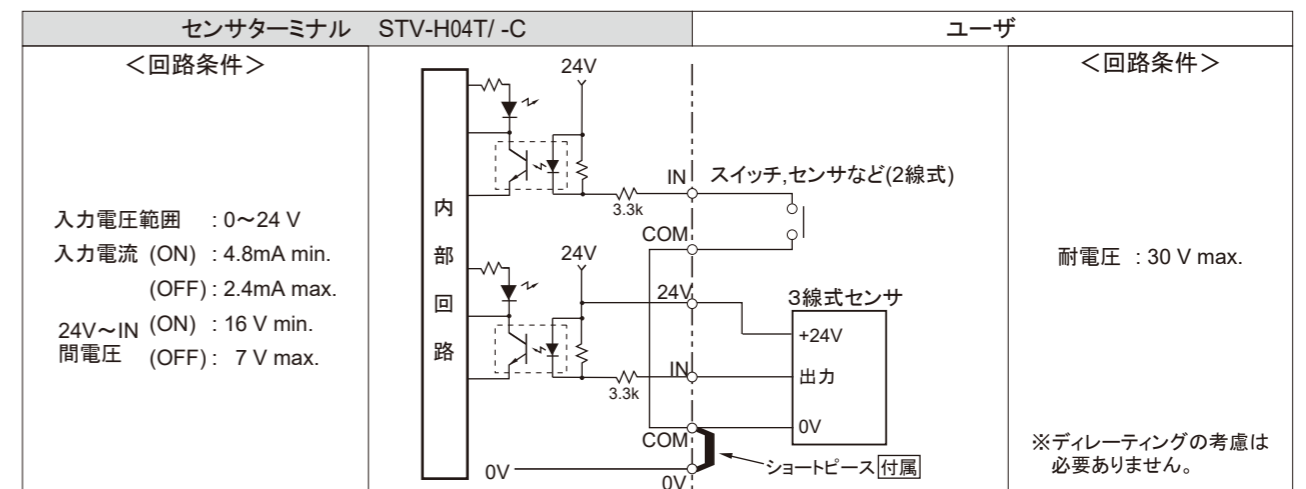 センサターミナル STV-H04T/ -C
ユーザ
＜回路条件＞
入力電圧範囲 : 0～24 V
入力電流 (ON) : 4.8mA min.
(OFF) : 2.4mA max.
24V～IN間電圧 (ON) : 16 V min.
(OFF) : 7 V max.
内部回路
24V
3.3k
IN
スイッチ,センサなど(2線式)
COM
24V
24V
3線式センサ
+24V
IN
出力
3.3k
0V
COM
ショートピース付属
0V
0V
＜回路条件＞
耐電圧 : 30 V max.
※ディレーティングの考慮は
必要ありません。